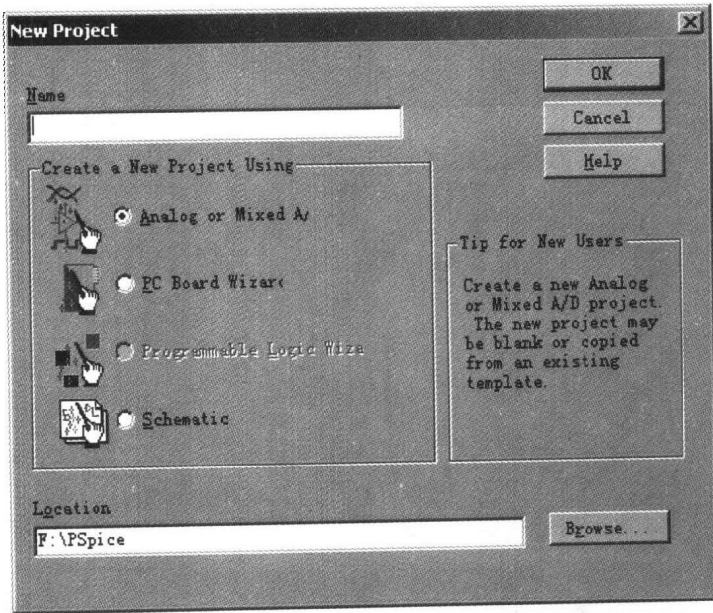 New Project
Name
OK
Cancel
Help
Create a New Project Using
Analog or Mixed A/
PC Board Wizar
Programmable Logic Wiza
Schematic
Tip for New Users
Create a new Analog
or Mixed A/D project.
The new project may
be blank or copied
from an existing
template.
Location
F:\PSpice
Browse...